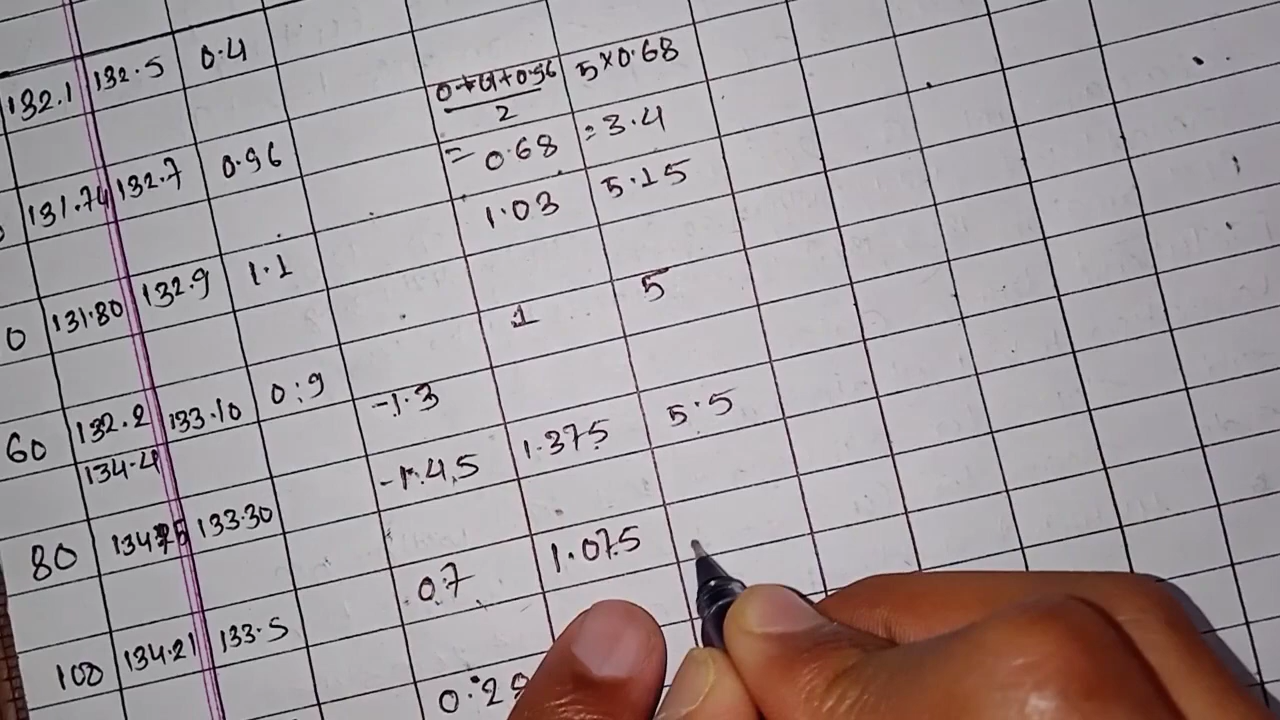 132.1 132.5 0.4
0.4+0.96 5×0.68
2
= 0.68 =3.4
131.74 132.7 0.96
1.03 5.15
0 131.80 132.9 1.1
1 5
60 132.2 133.10 0.9 -1.3
134.4
-1.45 1.375 5.5
80 133.30
0.7 1.075
100 134.21 133.5